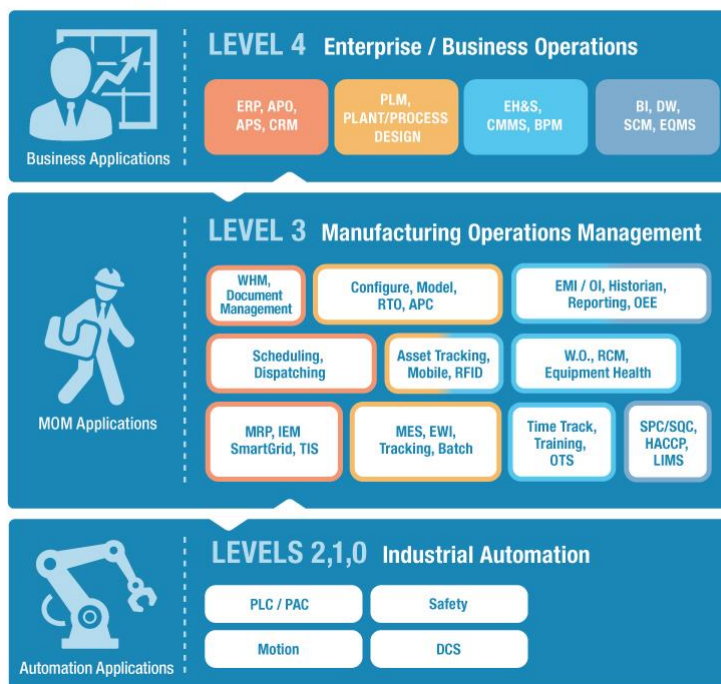 LEVEL 4 Enterprise / Business Operations
ERP, APO,
APS, CRM
PLM,
PLANT/PROCESS
DESIGN
EH&S,
CMMS, BPM
BI, DW,
SCM, EQMS
Business Applications
LEVEL 3 Manufacturing Operations Management
WHM,
Document
Management
Configure, Model,
RTO, APC
EMI / OI, Historian,
Reporting, OEE
Scheduling,
Dispatching
Asset Tracking,
Mobile, RFID
W.O., RCM,
Equipment Health
MRP, IEM
SmartGrid, TIS
MES, EWI,
Tracking, Batch
Time Track,
Training,
OTS
SPC/SQC,
HACCP,
LIMS
MOM Applications
LEVELS 2,1,0 Industrial Automation
PLC / PAC
Safety
Motion
DCS
Automation Applications